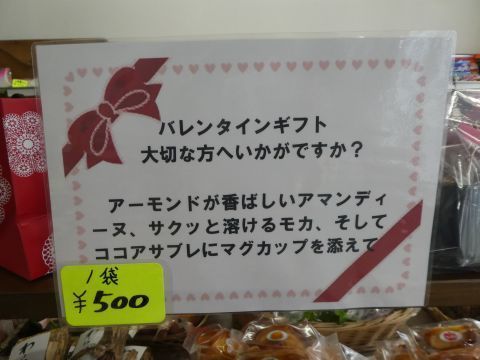 バレンタインギフト
大切な方へいかがですか？
アーモンドが香ばしいアマンディ
ーヌ、サクッと溶けるモカ、そして
ココアサブレにマグカップを添えて
1袋
¥500